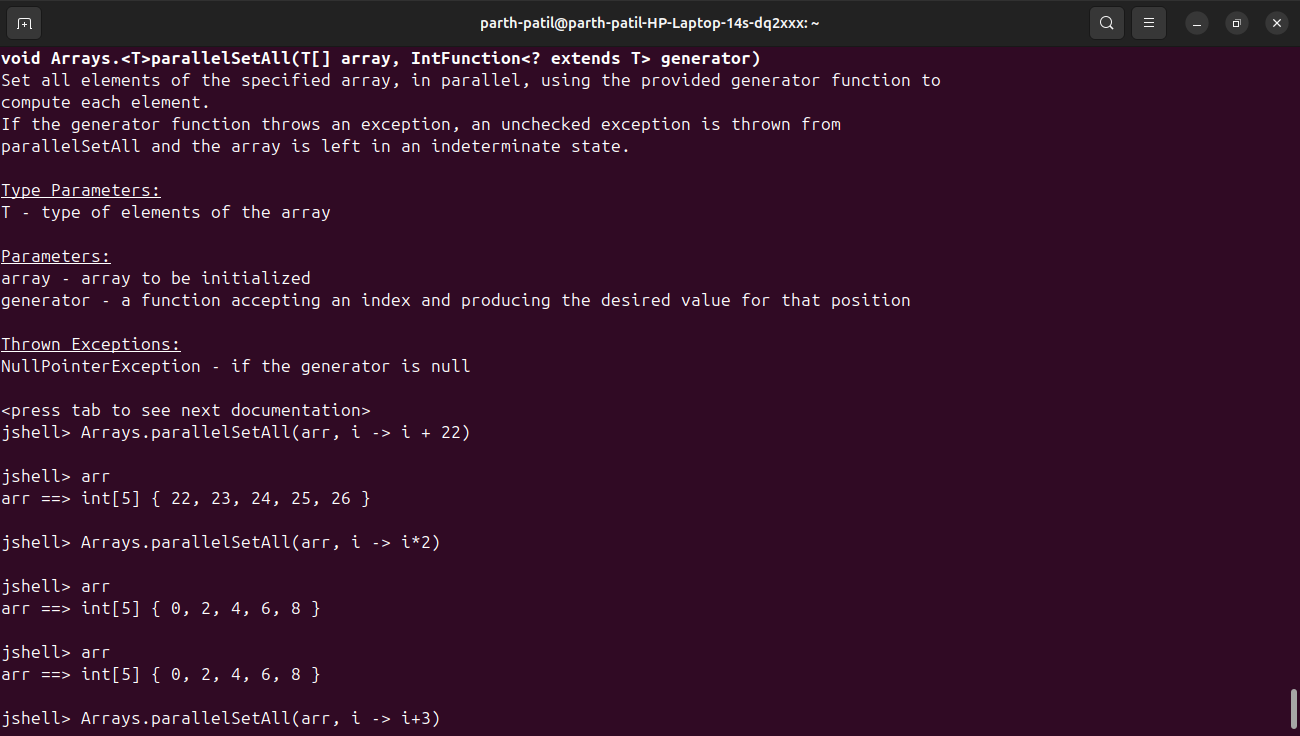 parth-patil@parth-patil-HP-Laptop-14s-dq2xxx: ~
void Arrays.<T>parallelSetAll(T[] array, IntFunction<? extends T> generator)
Set all elements of the specified array, in parallel, using the provided generator function to
compute each element.
If the generator function throws an exception, an unchecked exception is thrown from
parallelSetAll and the array is left in an indeterminate state.
Type Parameters:
T - type of elements of the array
Parameters:
array - array to be initialized
generator - a function accepting an index and producing the desired value for that position
Thrown Exceptions:
NullPointerException - if the generator is null
<press tab to see next documentation>
jshell> Arrays.parallelSetAll(arr, i -> i + 22)
jshell> arr
arr ==> int[5] { 22, 23, 24, 25, 26 }
jshell> Arrays.parallelSetAll(arr, i -> i*2)
jshell> arr
arr ==> int[5] { 0, 2, 4, 6, 8 }
jshell> arr
arr ==> int[5] { 0, 2, 4, 6, 8 }
jshell> Arrays.parallelSetAll(arr, i -> i+3)